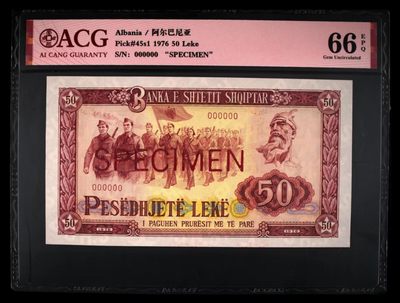 ACG
AI CANG GUARANTY
Albania / 阿尔巴尼亚
Pick#45s1 1976 50 Leke
S/N: 000000 "SPECIMEN"
66 EPQ
Gem Uncirculated
50
BANKA E SHTETIT SHQIPTAR
50
000000
SPECIMEN
000000
50
PESËDHJETË LEKË
I PAGUHEN PRURËSIT ME TË PARË
50
1976
1976
50